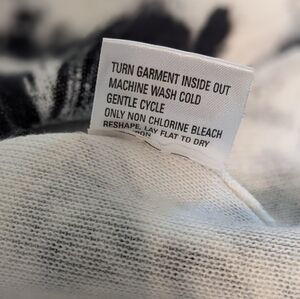 TURN GARMENT INSIDE OUT
MACHINE WASH COLD
GENTLE CYCLE
ONLY NON CHLORINE BLEACH
RESHAPE, LAY FLAT TO DRY